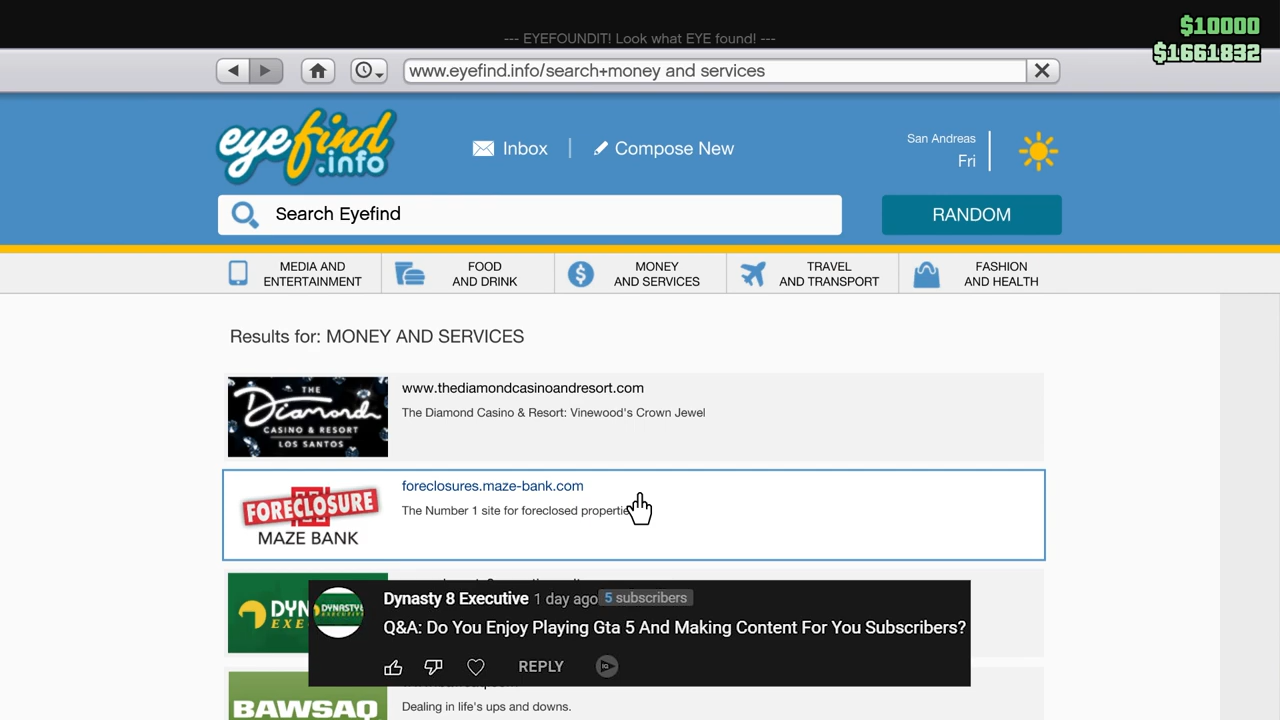 $10000
--- EYEFOUNDIT! Look what EYE found! ---
$1661832
www.eyefind.info/search+money and services
eyefind
.info
Inbox
Compose New
San Andreas
Fri
Search Eyefind
RANDOM
MEDIA AND
ENTERTAINMENT
FOOD
AND DRINK
MONEY
AND SERVICES
TRAVEL
AND TRANSPORT
FASHION
AND HEALTH
Results for: MONEY AND SERVICES
THE
Diamond
CASINO & RESORT
LOS SANTOS
www.thediamondcasinoandresort.com
The Diamond Casino & Resort: Vinewood's Crown Jewel
FORECLOSURE
MAZE BANK
foreclosures.maze-bank.com
The Number 1 site for foreclosed
DYN
EXE
DYNASTY8
EXECUTIVE
Dynasty 8 Executive 1 day ago 5 subscribers
Q&A: Do You Enjoy Playing Gta 5 And Making Content For You Subscribers?
REPLY
BAWSAQ
Dealing in life's ups and downs.